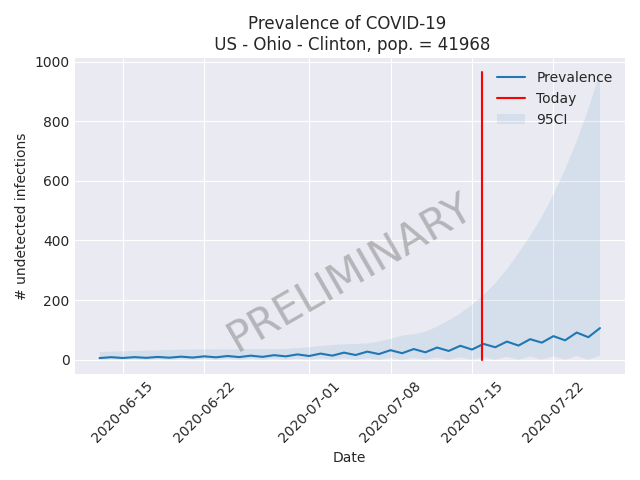 Prevalence of COVID-19
US - Ohio - Clinton, pop. = 41968
# undetected infections
1000
800
600
400
200
0
Prevalence
Today
95CI
PRELIMINARY
2020-06-15
2020-06-22
2020-07-01
2020-07-08
2020-07-15
2020-07-22
Date